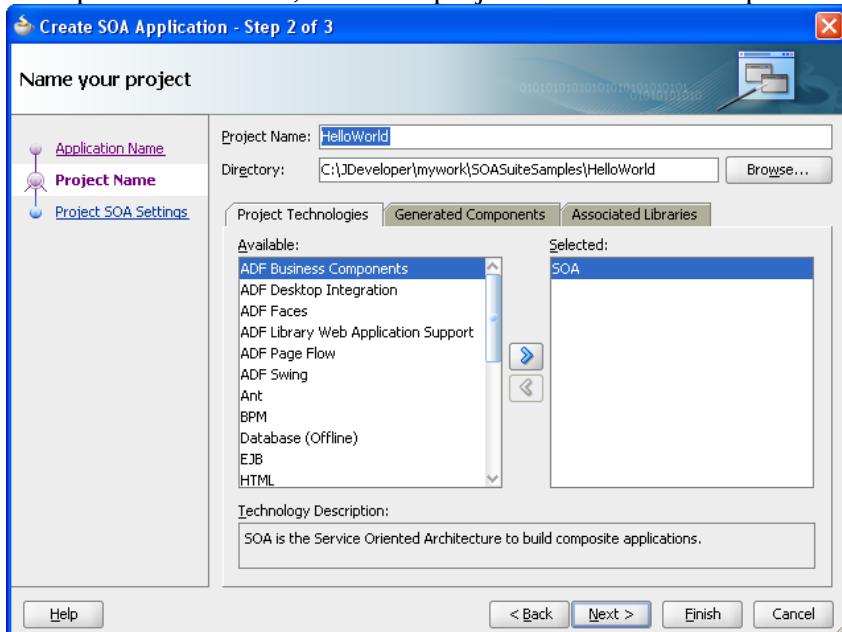 Create SOA Application - Step 2 of 3
Name your project
Application Name
Project Name
Project SOA Settings
Project Name: HelloWorld
Directory: C:\JDeveloper\mywork\SOASuiteSamples\HelloWorld Browse...
Project Technologies Generated Components Associated Libraries
Available:
ADF Business Components
ADF Desktop Integration
ADF Faces
ADF Library Web Application Support
ADF Page Flow
ADF Swing
Ant
BPM
Database (Offline)
EJB
HTML
Selected:
SOA
Technology Description:
SOA is the Service Oriented Architecture to build composite applications.
Help < Back Next > Finish Cancel